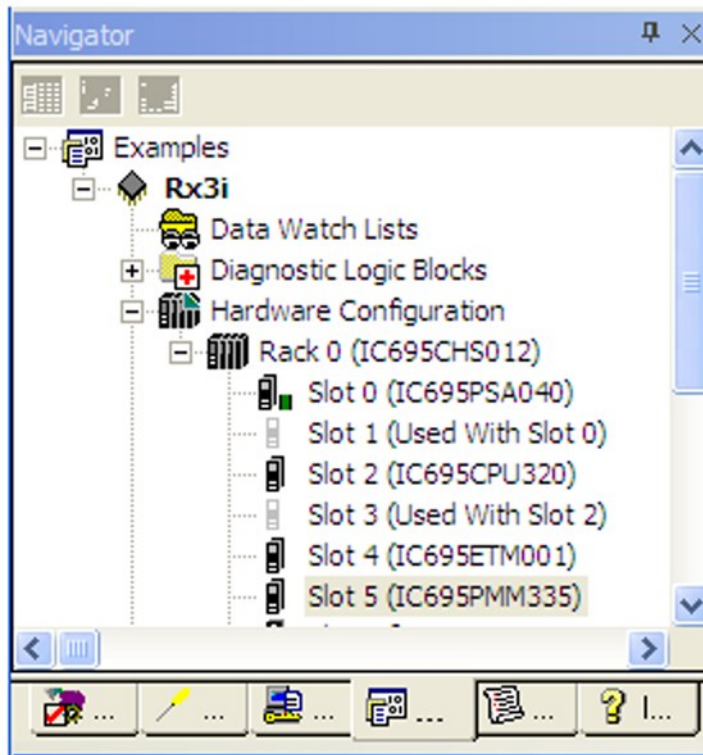 Navigator
Examples
Rx3i
Data Watch Lists
Diagnostic Logic Blocks
Hardware Configuration
Rack 0 (IC695CHS012)
Slot 0 (IC695PSA040)
Slot 1 (Used With Slot 0)
Slot 2 (IC695CPU320)
Slot 3 (Used With Slot 2)
Slot 4 (IC695ETM001)
Slot 5 (IC695PMM335)
... ... ... ... ... I...